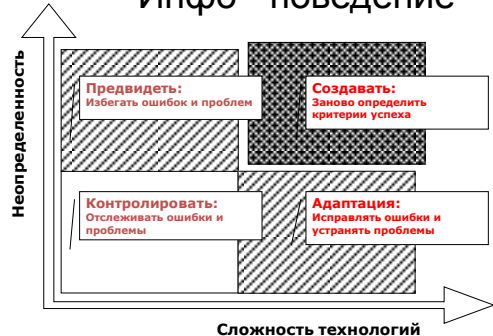 Инфо - поведение
Неопределенность
Предвидеть:
Избегать ошибок и проблем
Создавать:
Заново определить
критерии успеха
Контролировать:
Отслеживать ошибки и
проблемы
Адаптация:
Исправлять ошибки и
устранять проблемы
Сложность технологий